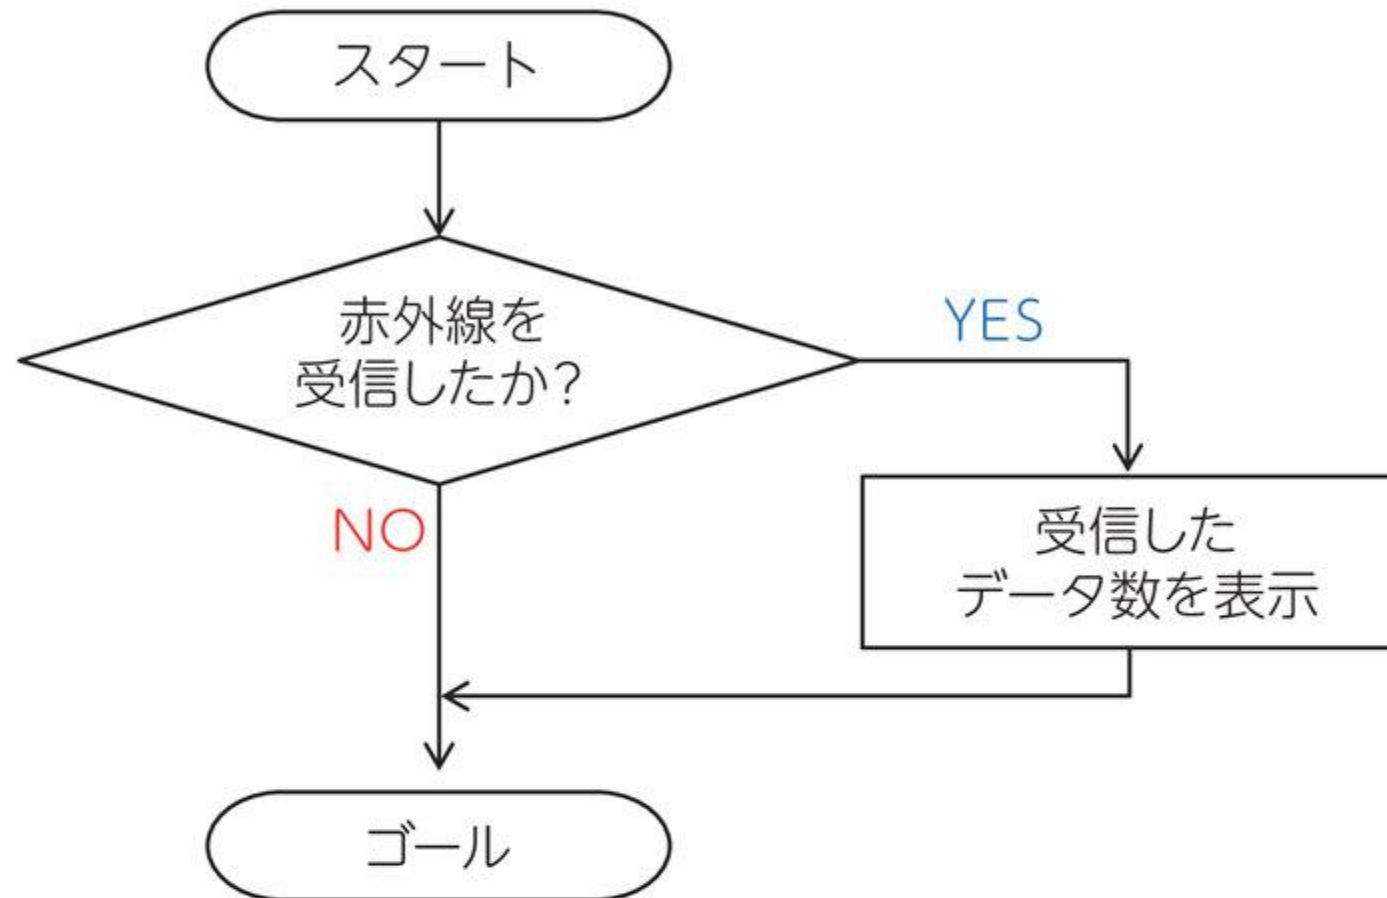 スタート
赤外線を
受信したか?
YES
NO
受信した
データ数を表示
ゴール